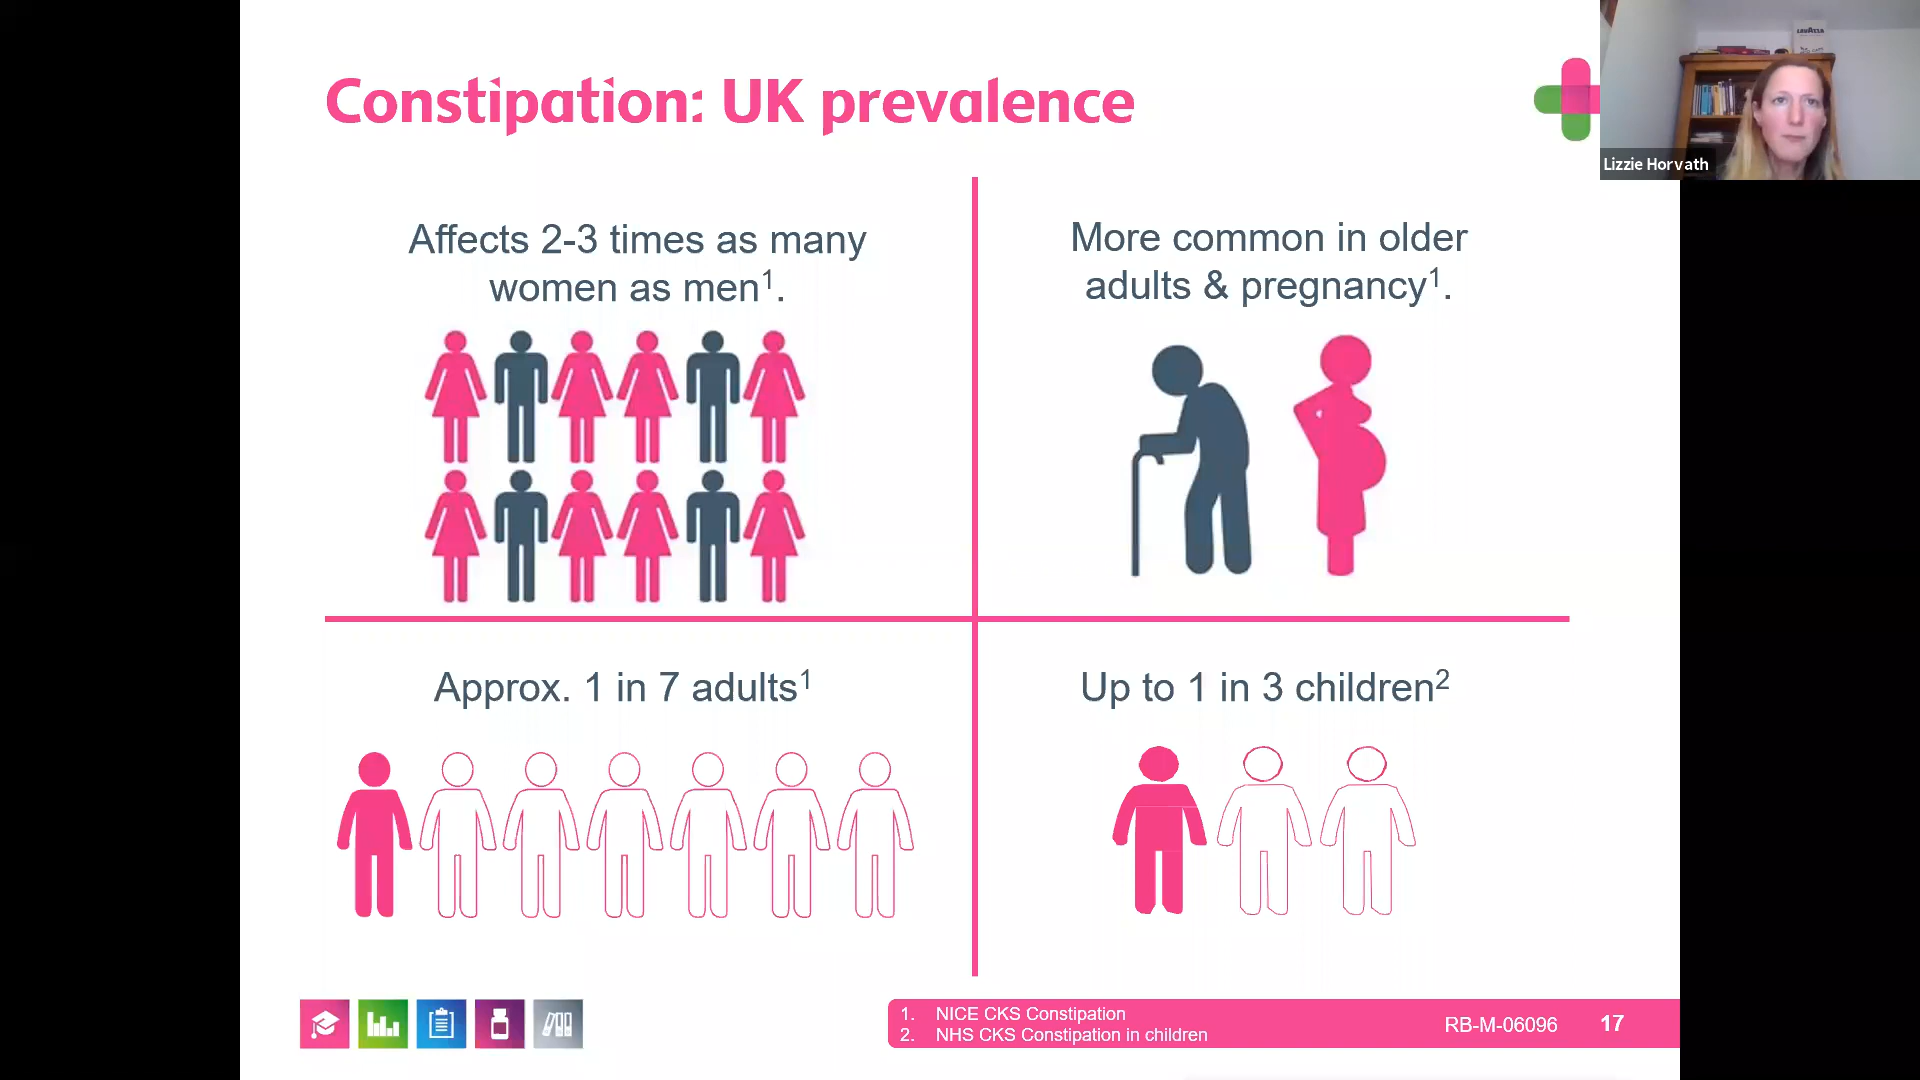 Constipation: UK prevalence
LAVAZZA
Lizzie Horvath
Affects 2-3 times as many
women as men¹.
More common in older
adults & pregnancy¹.
Approx. 1 in 7 adults¹
Up to 1 in 3 children²
1. NICE CKS Constipation
2. NHS CKS Constipation in children
RB-M-06096
17